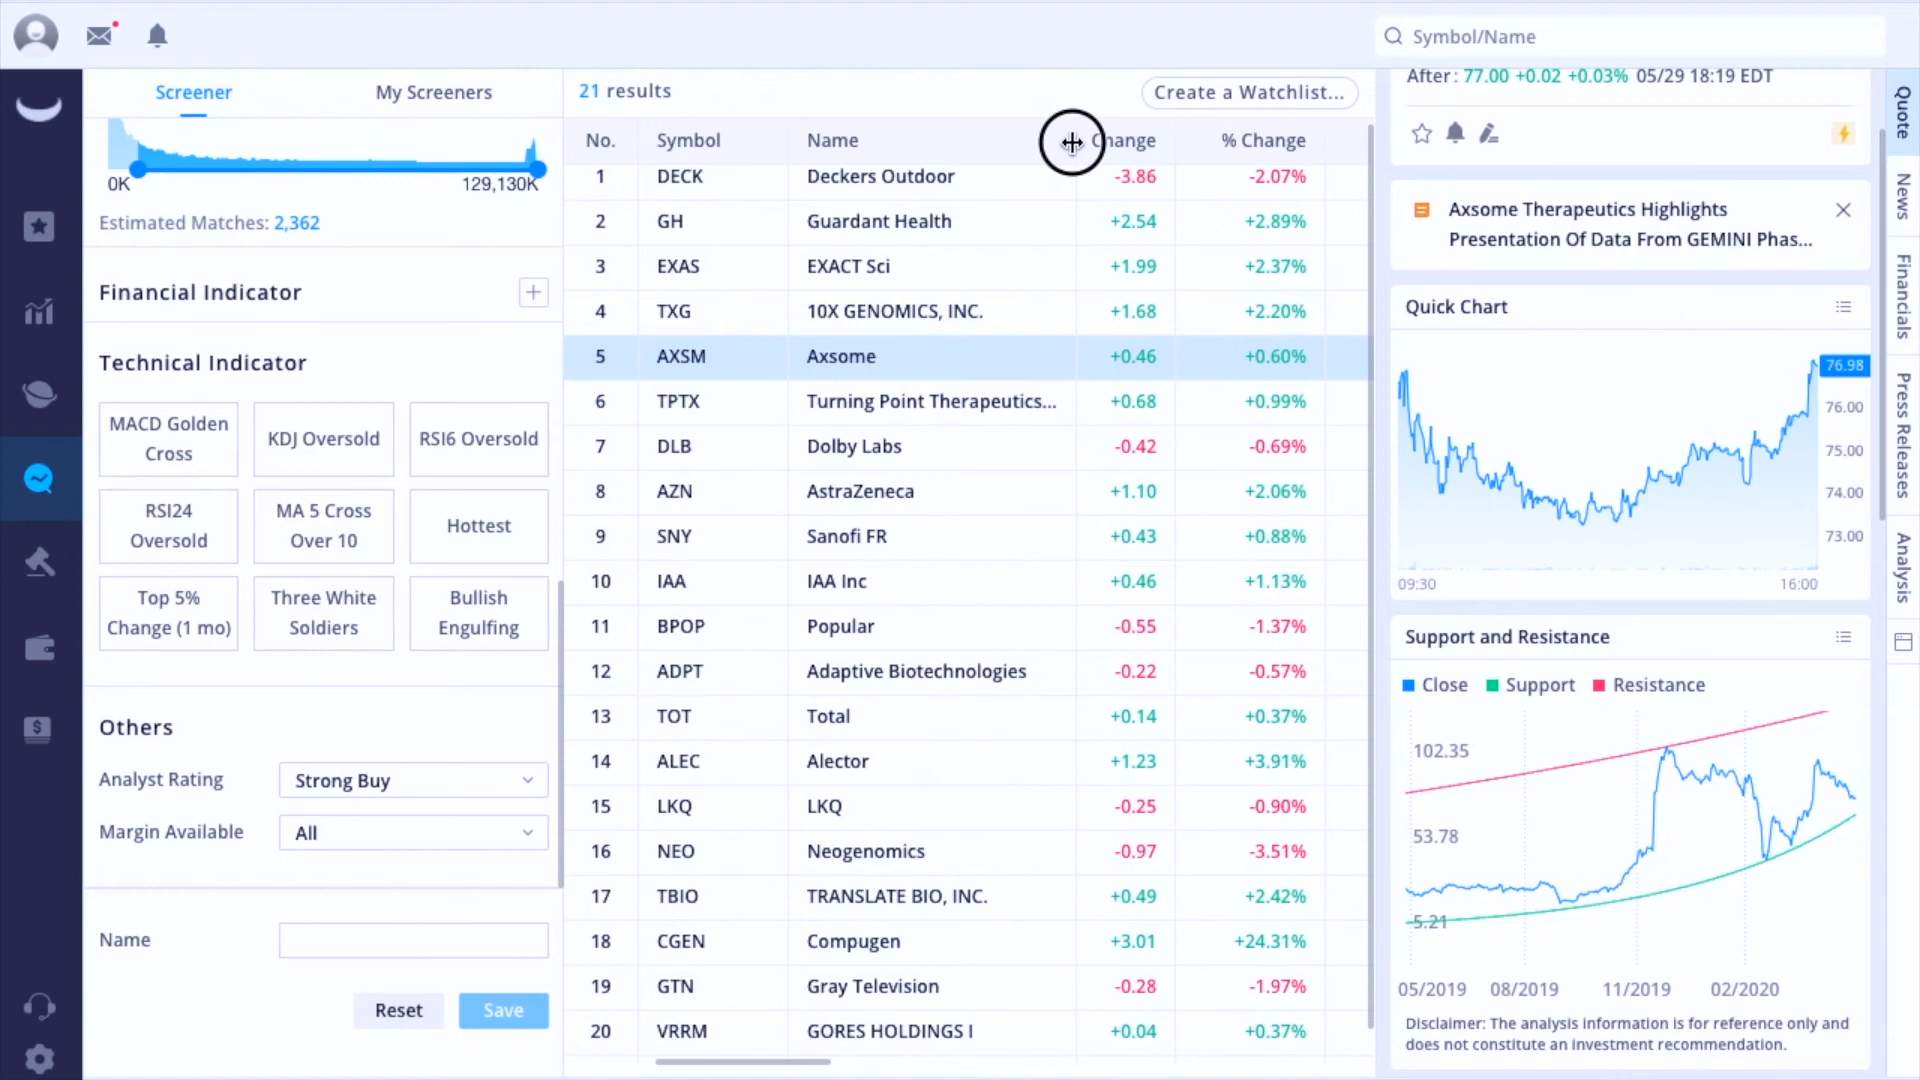 Symbol/Name
Screener
My Screeners
0K
129,130K
Estimated Matches: 2,362
Financial Indicator
Technical Indicator
MACD Golden
Cross
KDJ Oversold
RSI6 Oversold
RSI24
Oversold
MA 5 Cross
Over 10
Hottest
Top 5%
Change (1 mo)
Three White
Soldiers
Bullish
Engulfing
Others
Analyst Rating
Strong Buy
Margin Available
All
Name
Reset
Save
21 results
Create a Watchlist...
No. Symbol Name Change % Change
1 DECK Deckers Outdoor -3.86 -2.07%
2 GH Guardant Health +2.54 +2.89%
3 EXAS EXACT Sci +1.99 +2.37%
4 TXG 10X GENOMICS, INC. +1.68 +2.20%
5 AXSM Axsome +0.46 +0.60%
6 TPTX Turning Point Therapeutics... +0.68 +0.99%
7 DLB Dolby Labs -0.42 -0.69%
8 AZN AstraZeneca +1.10 +2.06%
9 SNY Sanofi FR +0.43 +0.88%
10 IAA IAA Inc +0.46 +1.13%
11 BPOP Popular -0.55 -1.37%
12 ADPT Adaptive Biotechnologies -0.22 -0.57%
13 TOT Total +0.14 +0.37%
14 ALEC Alector +1.23 +3.91%
15 LKQ LKQ -0.25 -0.90%
16 NEO Neogenomics -0.97 -3.51%
17 TBIO TRANSLATE BIO, INC. +0.49 +2.42%
18 CGEN Compugen +3.01 +24.31%
19 GTN Gray Television -0.28 -1.97%
20 VRRM GORES HOLDINGS I +0.04 +0.37%
After: 77.00 +0.02 +0.03% 05/29 18:19 EDT
Axsome Therapeutics Highlights
Presentation Of Data From GEMINI Phas...
Quick Chart
76.98
76.00
75.00
74.00
73.00
09:30
16:00
Support and Resistance
Close Support Resistance
102.35
53.78
5.21
05/2019 08/2019 11/2019 02/2020
Disclaimer: The analysis information is for reference only and
does not constitute an investment recommendation.
Quote
News
Financials
Press Releases
Analysis